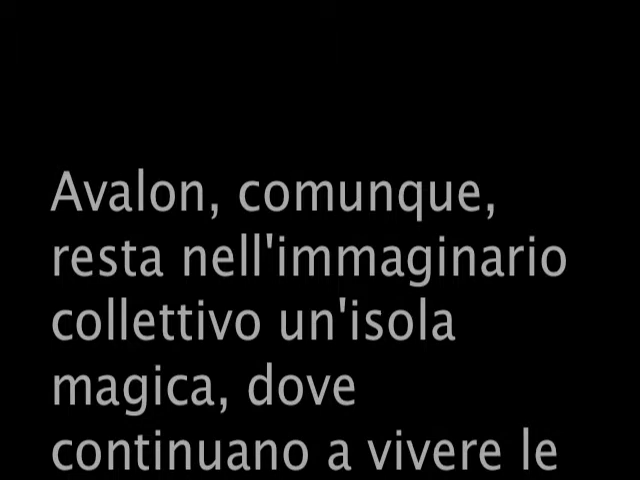 Avalon, comunque,
resta nell'immaginario
collettivo un'isola
magica, dove
continuano a vivere le